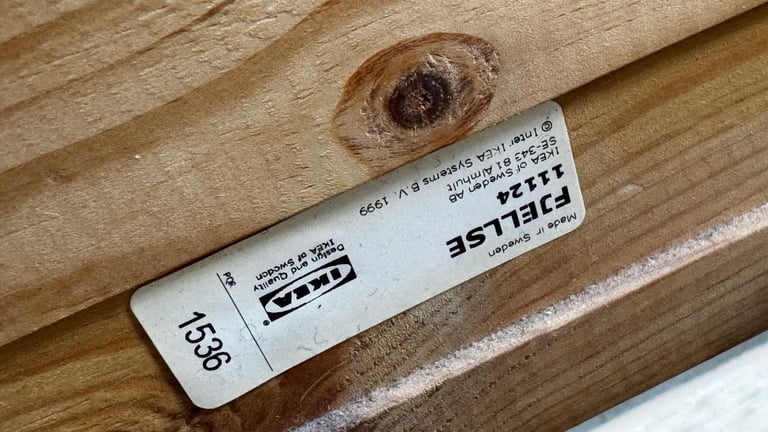 Made in Sweden
FJELLSE
11124
IKEA of Sweden AB
SE-343 81 Älmhult
© Inter IKEA Systems B.V. 1999
IKEA®
Design and Quality
IKEA of Sweden
POR
1536